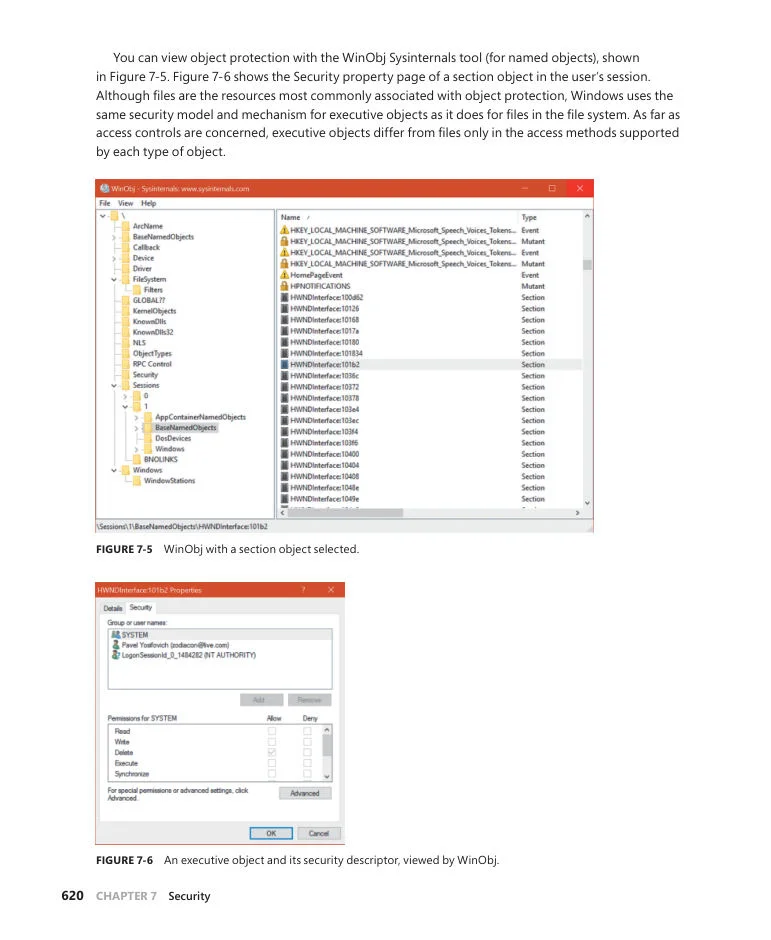 You can view object protection with the WinObj Sysinternals tool (for named objects), shown
in Figure 7-5. Figure 7-6 shows the Security property page of a section object in the user's session.
Although files are the resources most commonly associated with object protection, Windows uses the
same security model and mechanism for executive objects as it does for files in the file system. As far as
access controls are concerned, executive objects differ from files only in the access methods supported
by each type of object.
WinObj - Sysinternals: www.sysinternals.com
File View Help
\
ArcName
BaseNamedObjects
Callback
Device
Driver
FileSystem
Filters
GLOBAL??
KernelObjects
KnownDlls
KnownDlls32
NLS
ObjectTypes
RPC Control
Security
Sessions
0
1
AppContainerNamedObjects
BaseNamedObjects
DosDevices
Windows
BNOLINKS
Windows
WindowStations
Name / Type
HKEY_LOCAL_MACHINE_SOFTWARE_Microsoft_Speech_Voices_Tokens... Event
HKEY_LOCAL_MACHINE_SOFTWARE_Microsoft_Speech_Voices_Tokens... Mutant
HKEY_LOCAL_MACHINE_SOFTWARE_Microsoft_Speech_Voices_Tokens... Event
HKEY_LOCAL_MACHINE_SOFTWARE_Microsoft_Speech_Voices_Tokens... Mutant
HomePageEvent Event
HPNOTIFICATIONS Mutant
HWNDInterface:100d62 Section
HWNDInterface:10126 Section
HWNDInterface:10168 Section
HWNDInterface:1017a Section
HWNDInterface:10180 Section
HWNDInterface:101834 Section
HWNDInterface:101b2 Section
HWNDInterface:1036c Section
HWNDInterface:10372 Section
HWNDInterface:10378 Section
HWNDInterface:103e4 Section
HWNDInterface:103ec Section
HWNDInterface:103f4 Section
HWNDInterface:103f6 Section
HWNDInterface:10400 Section
HWNDInterface:10404 Section
HWNDInterface:10408 Section
HWNDInterface:1048e Section
HWNDInterface:1049e Section
\Sessions\1\BaseNamedObjects\HWNDInterface:101b2
FIGURE 7-5 WinObj with a section object selected.
HWNDInterface:101b2 Properties
Details Security
Group or user names:
SYSTEM
Pavel Yosifovich (zodiacon@live.com)
LogonSessionId_0_1484282 (NT AUTHORITY)
Add... Remove
Permissions for SYSTEM Allow Deny
Read
Write
Delete
Execute
Synchronize
For special permissions or advanced settings, click
Advanced.
Advanced
OK Cancel
FIGURE 7-6 An executive object and its security descriptor, viewed by WinObj.
620 CHAPTER 7 Security